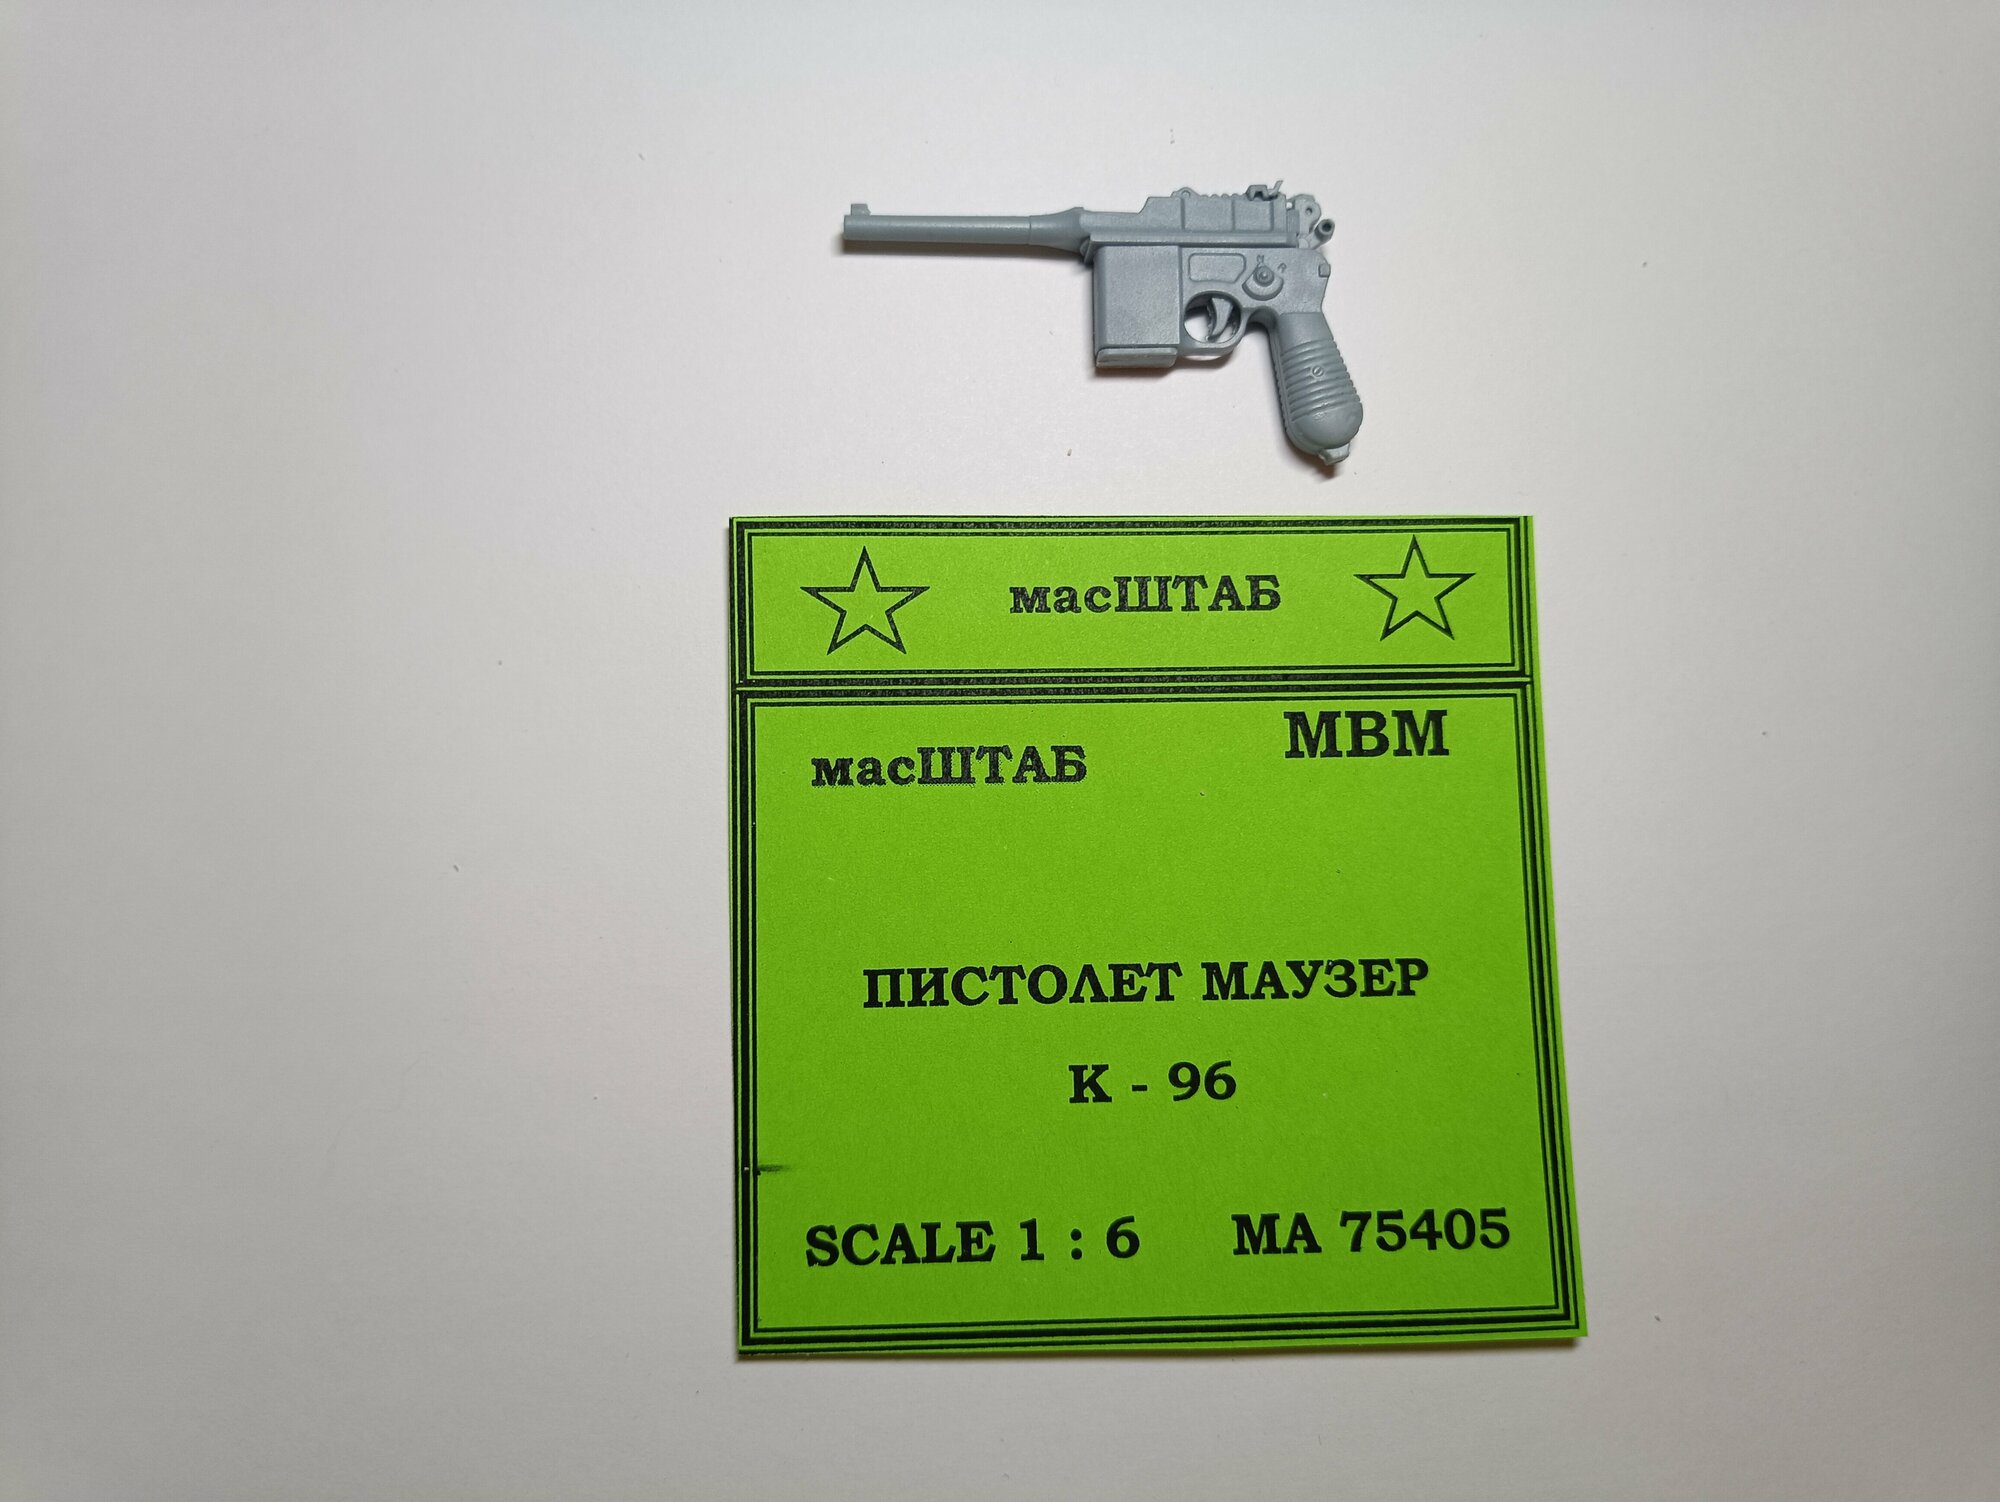 масШТАБ
МВМ
масШТАБ
ПИСТОЛЕТ МАУЗЕР
К - 96
SCALE 1 : 6 МА 75405